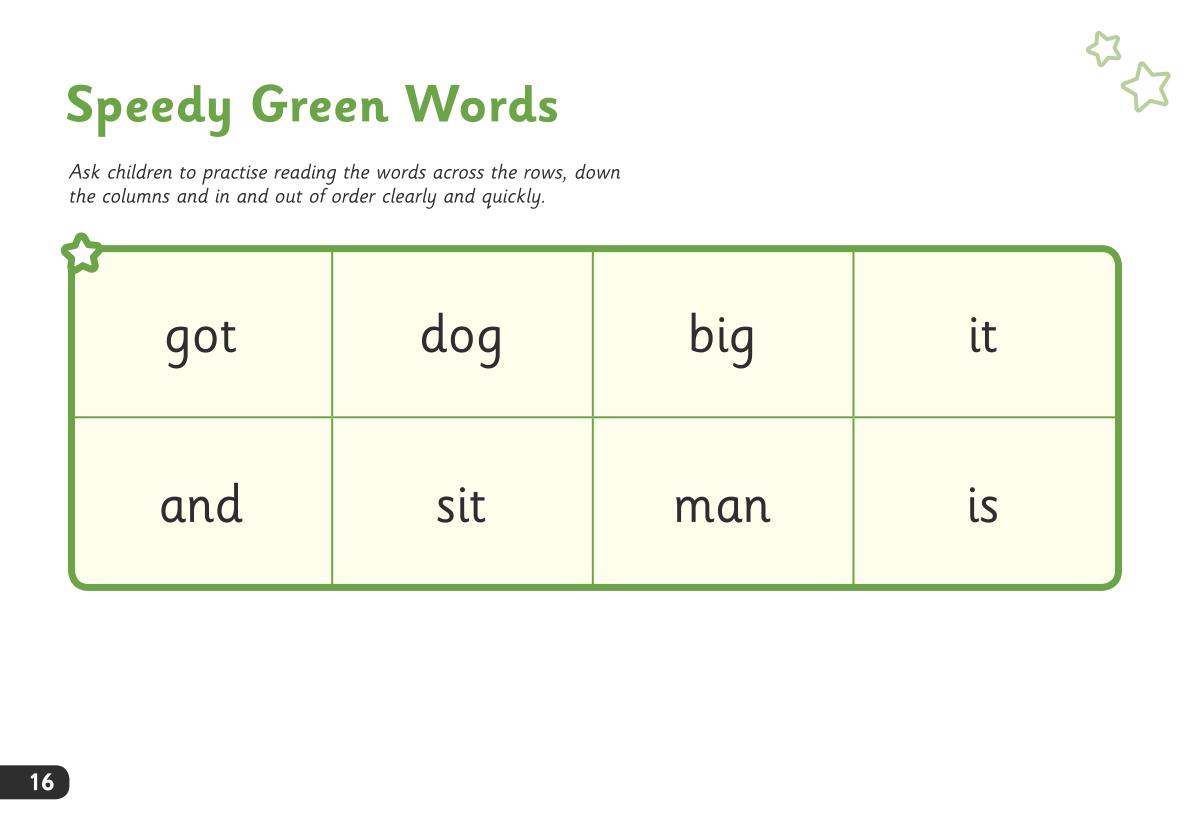 Speedy Green Words
Ask children to practise reading the words across the rows, down
the columns and in and out of order clearly and quickly.
got dog big it
and sit man is
16